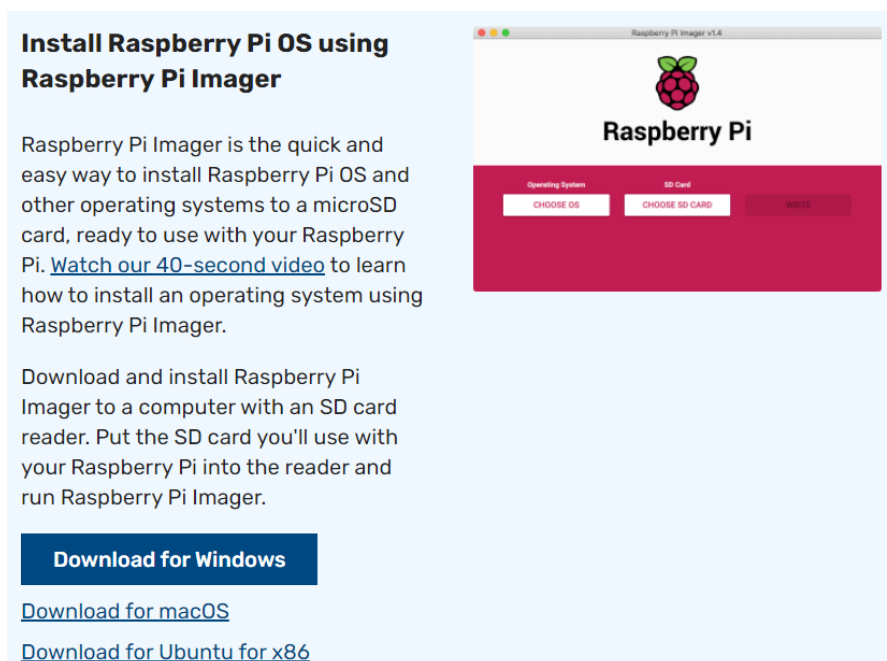 Install Raspberry Pi OS using
Raspberry Pi Imager
Raspberry Pi Imager is the quick and
easy way to install Raspberry Pi OS and
other operating systems to a microSD
card, ready to use with your Raspberry
Pi. Watch our 40-second video to learn
how to install an operating system using
Raspberry Pi Imager.
Download and install Raspberry Pi
Imager to a computer with an SD card
reader. Put the SD card you'll use with
your Raspberry Pi into the reader and
run Raspberry Pi Imager.
Download for Windows
Download for macOS
Download for Ubuntu for x86
Raspberry Pi Imager v1.4
Raspberry Pi
Operating System
SD Card
CHOOSE OS
CHOOSE SD CARD
WRITE